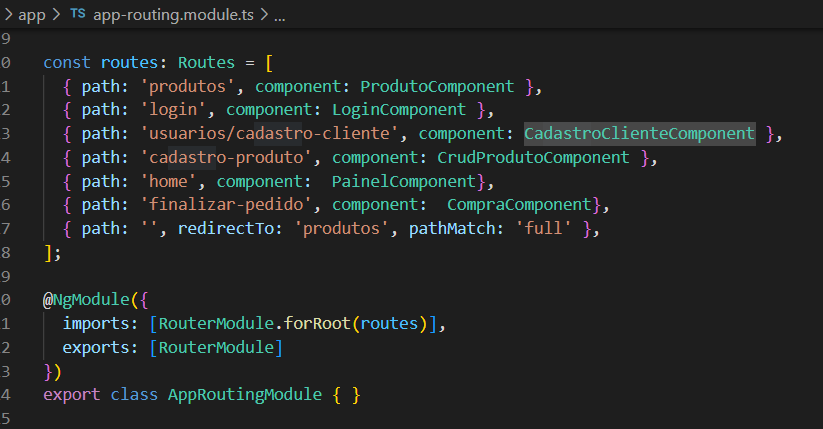 > app > TS app-routing.module.ts > ...
9
0 const routes: Routes = [
1   { path: 'produtos', component: ProdutoComponent },
2   { path: 'login', component: LoginComponent },
3   { path: 'usuarios/cadastro-cliente', component: CadastroClienteComponent },
4   { path: 'cadastro-produto', component: CrudProdutoComponent },
5   { path: 'home', component:  PainelComponent},
6   { path: 'finalizar-pedido', component:  CompraComponent},
7   { path: '', redirectTo: 'produtos', pathMatch: 'full' },
8 ];
9
0 @NgModule({
1   imports: [RouterModule.forRoot(routes)],
2   exports: [RouterModule]
3 })
4 export class AppRoutingModule { }
5